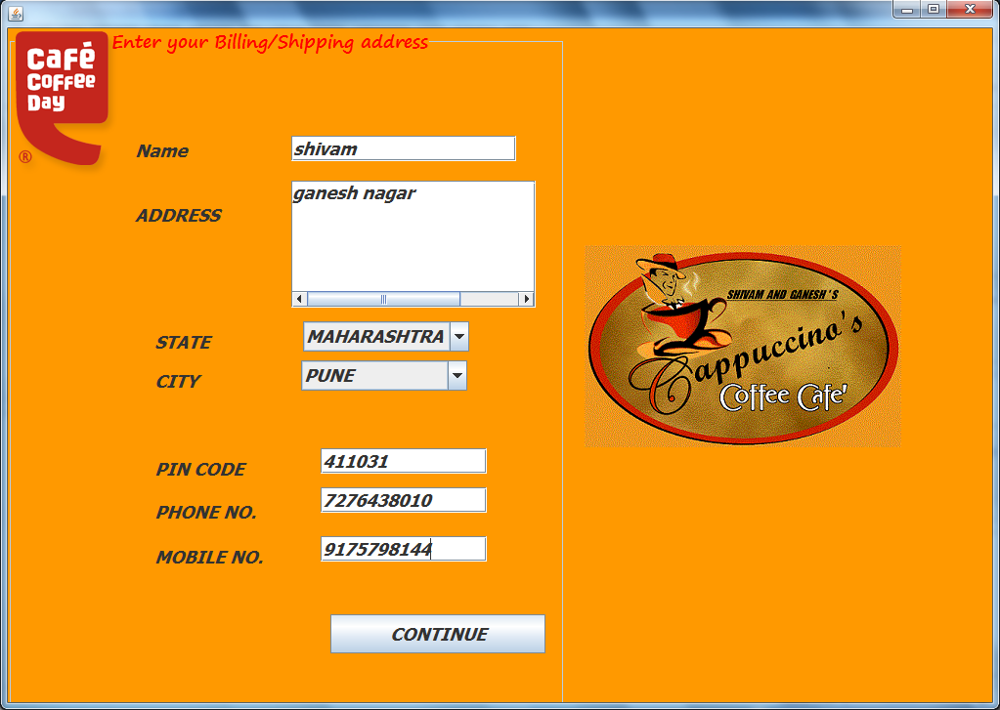 Café
Coffee
Day
®
Enter your Billing/Shipping address
Name
shivam
ADDRESS
ganesh nagar
STATE
MAHARASHTRA
CITY
PUNE
PIN CODE
411031
PHONE NO.
7276438010
MOBILE NO.
9175798144
CONTINUE
SHIVAM AND GANESH'S
Cappuccino's
Coffee Cafe'